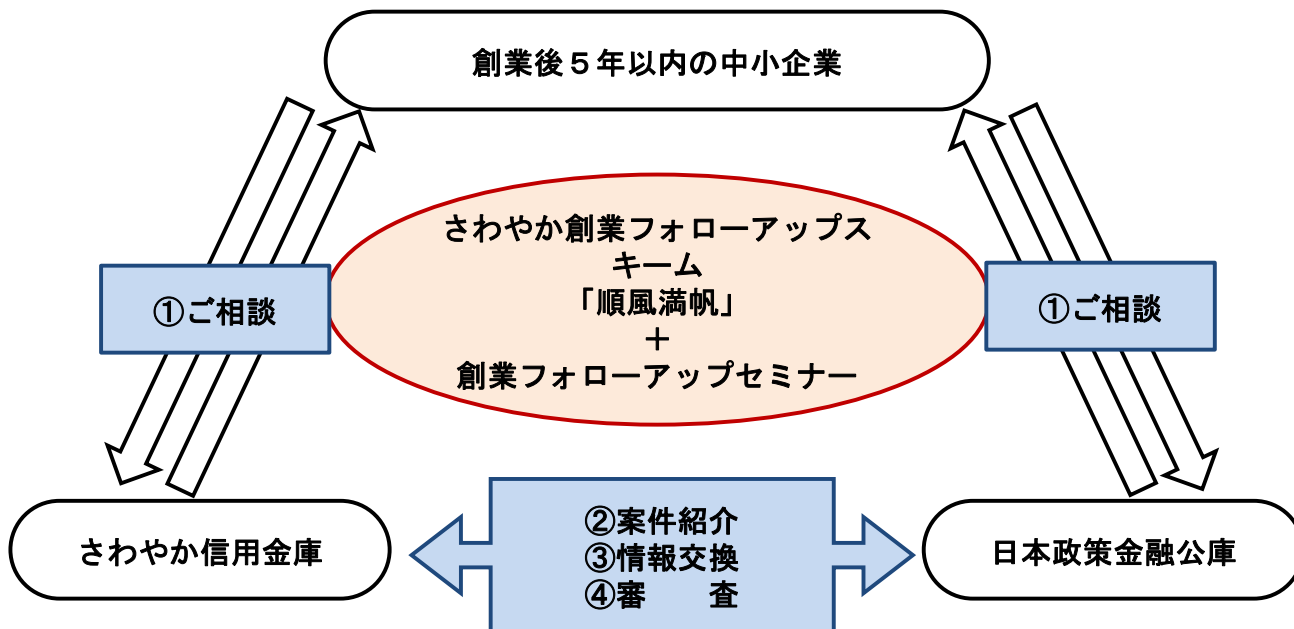 創業後５年以内の中小企業
さわやか創業フォローアップス
キーム
「順風満帆」
＋
創業フォローアップセミナー
①ご相談
①ご相談
さわやか信用金庫
②案件紹介
③情報交換
④審　　査
日本政策金融公庫